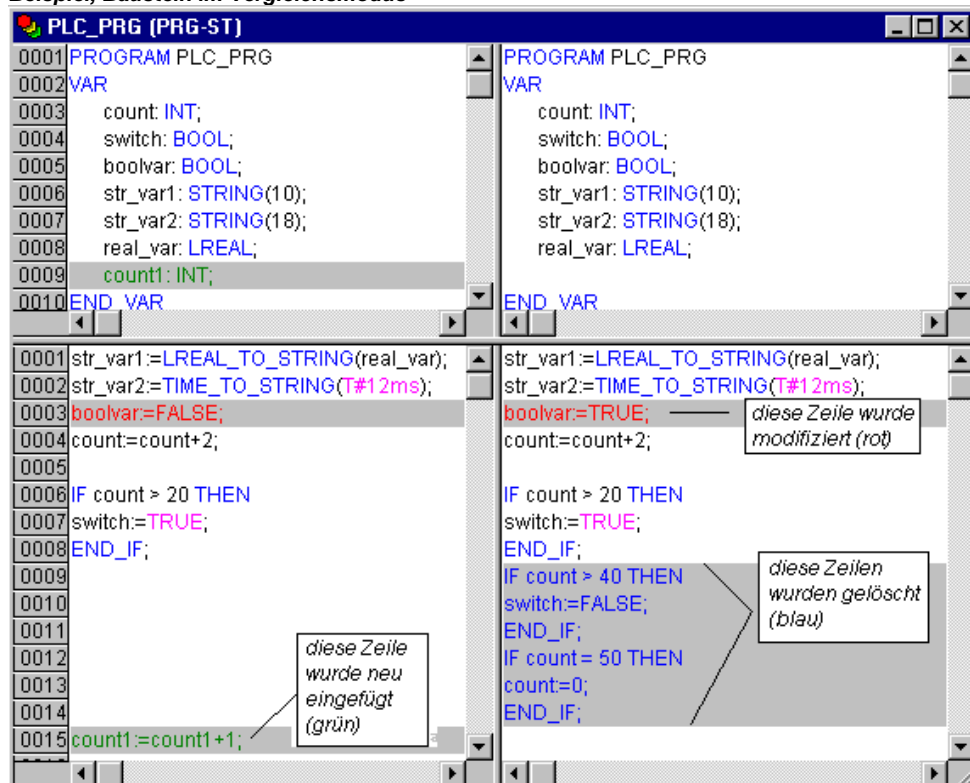 Beispiel, Baustein im Vergleichsmodus
PLC_PRG (PRG-ST)
0001 PROGRAM PLC_PRG
0002 VAR
0003 count: INT;
0004 switch: BOOL;
0005 boolvar: BOOL;
0006 str_var1: STRING(10);
0007 str_var2: STRING(18);
0008 real_var: LREAL;
0009 count1: INT;
0010 END_VAR
PROGRAM PLC_PRG
VAR
count: INT;
switch: BOOL;
boolvar: BOOL;
str_var1: STRING(10);
str_var2: STRING(18);
real_var: LREAL;
END_VAR
0001 str_var1:=LREAL_TO_STRING(real_var);
0002 str_var2:=TIME_TO_STRING(T#12ms);
0003 boolvar:=FALSE;
0004 count:=count+2;
0005
0006 IF count > 20 THEN
0007 switch:=TRUE;
0008 END_IF;
0009
0010
0011
0012
0013
0014
0015 count1:=count1+1;
diese Zeile
wurde neu
eingefügt
(grün)
str_var1:=LREAL_TO_STRING(real_var);
str_var2:=TIME_TO_STRING(T#12ms);
boolvar:=TRUE;
count:=count+2;
IF count > 20 THEN
switch:=TRUE;
END_IF;
IF count > 40 THEN
switch:=FALSE;
END_IF;
IF count = 50 THEN
count:=0;
END_IF;
diese Zeile wurde
modifiziert (rot)
diese Zeilen
wurden gelöscht
(blau)